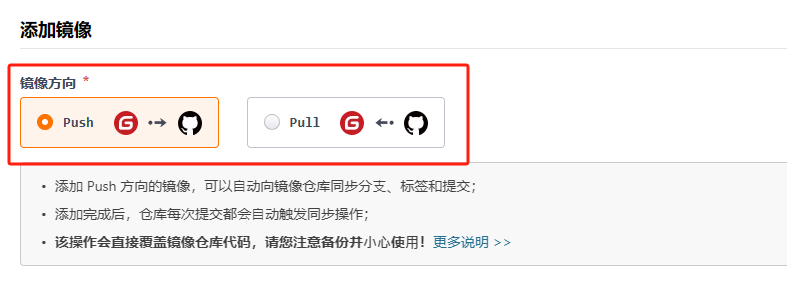 添加镜像
镜像方向 *
Push Pull
• 添加 Push 方向的镜像，可以自动向镜像仓库同步分支、标签和提交；
• 添加完成后，仓库每次提交都会自动触发同步操作；
• 该操作会直接覆盖镜像仓库代码，请您注意备份并小心使用！更多说明 >>